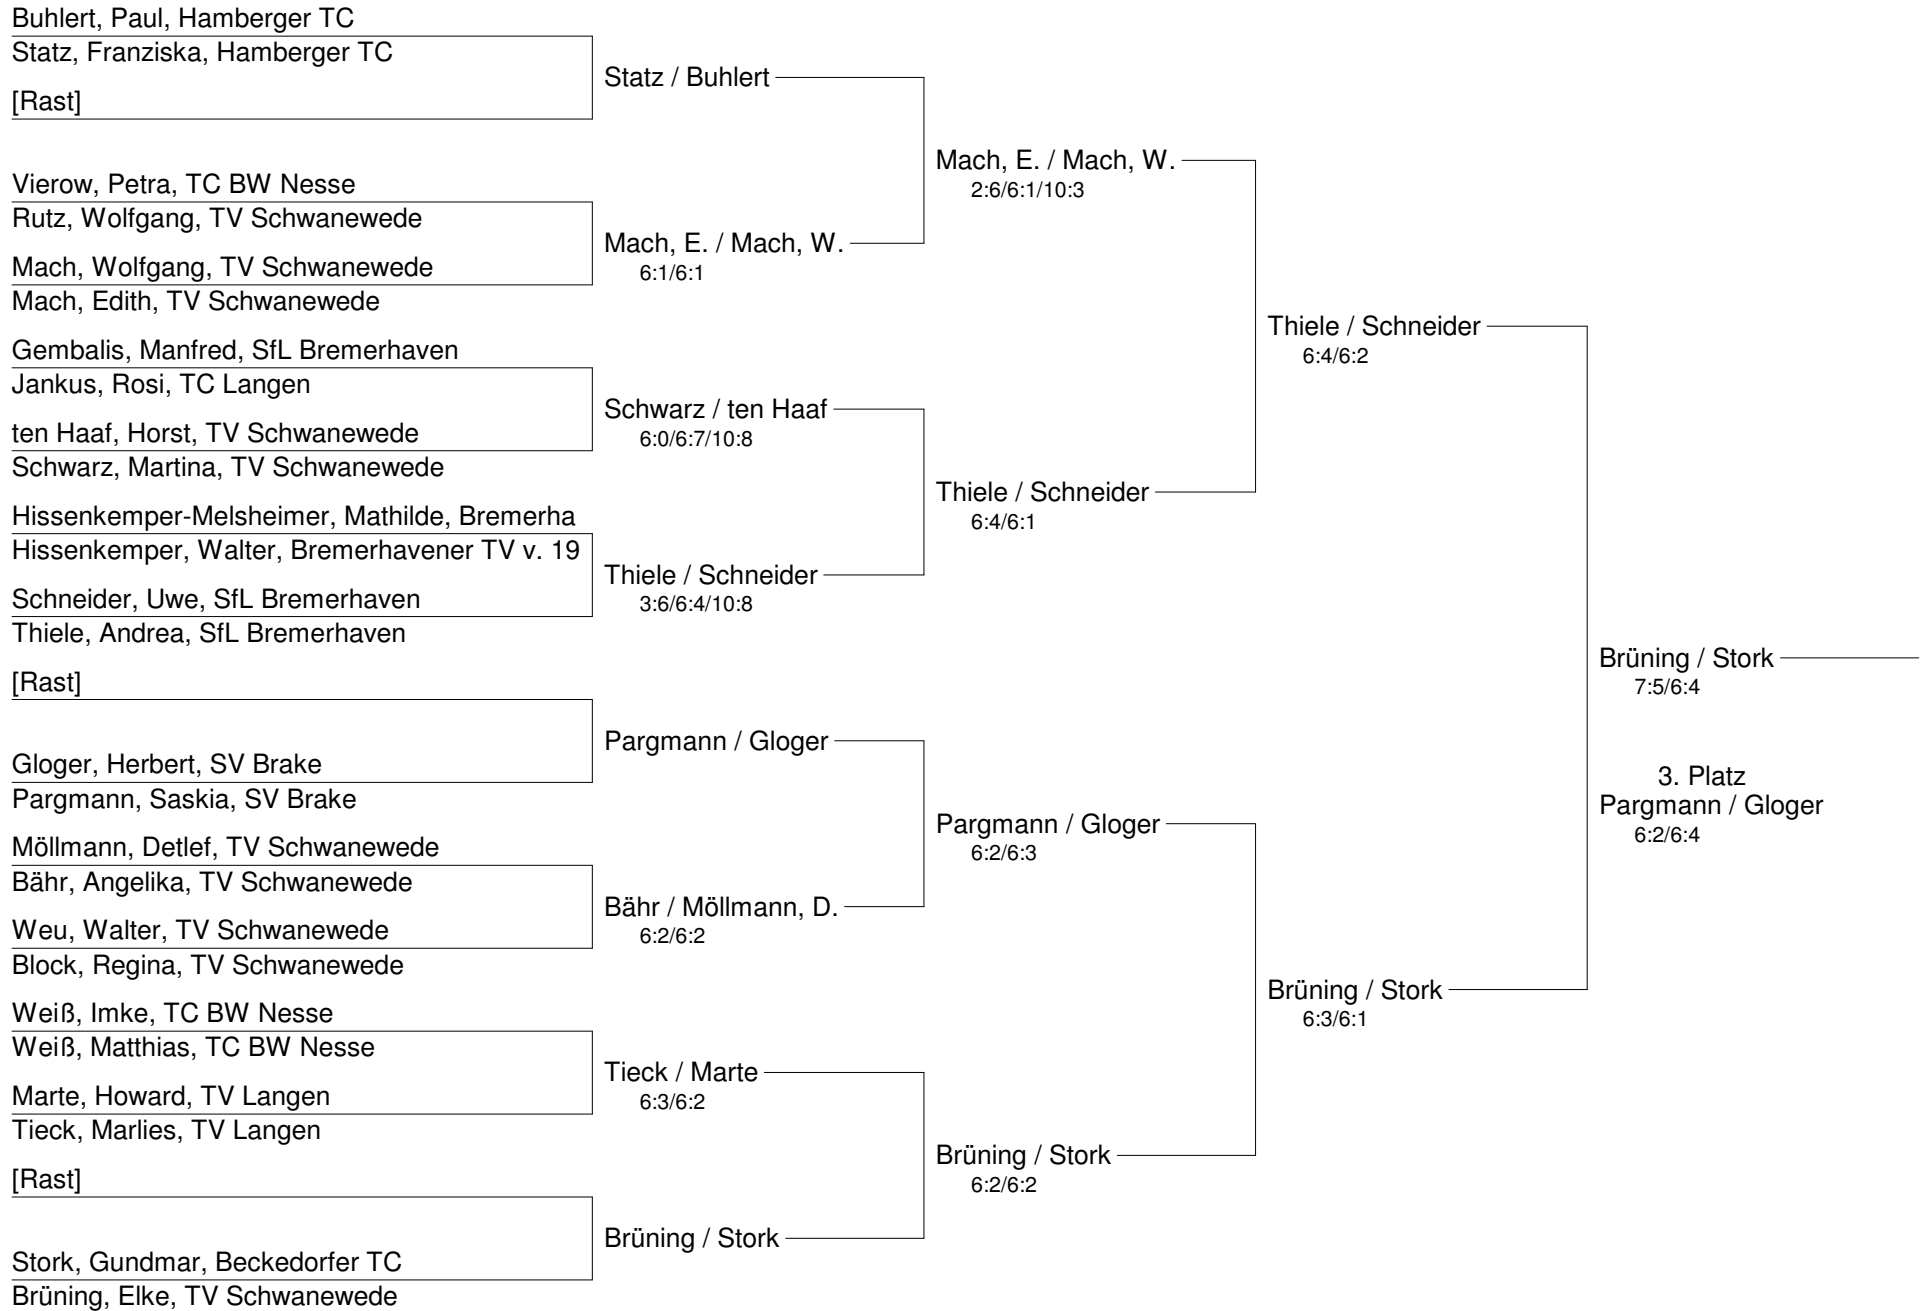 Buhlert, Paul, Hamberger TC
Statz, Franziska, Hamberger TC
[Rast]
Vierow, Petra, TC BW Nesse
Rutz, Wolfgang, TV Schwanewede
Mach, Wolfgang, TV Schwanewede
Mach, Edith, TV Schwanewede
Gembalis, Manfred, SfL Bremerhaven
Jankus, Rosi, TC Langen
ten Haaf, Horst, TV Schwanewede
Schwarz, Martina, TV Schwanewede
Hissenkemper-Melsheimer, Mathilde, Bremerha
Hissenkemper, Walter, Bremerhavener TV v. 19
Schneider, Uwe, SfL Bremerhaven
Thiele, Andrea, SfL Bremerhaven
[Rast]
Gloger, Herbert, SV Brake
Pargmann, Saskia, SV Brake
Möllmann, Detlef, TV Schwanewede
Bähr, Angelika, TV Schwanewede
Weu, Walter, TV Schwanewede
Block, Regina, TV Schwanewede
Weiß, Imke, TC BW Nesse
Weiß, Matthias, TC BW Nesse
Marte, Howard, TV Langen
Tieck, Marlies, TV Langen
[Rast]
Stork, Gundmar, Beckedorfer TC
Brüning, Elke, TV Schwanewede
Statz / Buhlert
Mach, E. / Mach, W.
6:1/6:1
Schwarz / ten Haaf
6:0/6:7/10:8
Thiele / Schneider
3:6/6:4/10:8
Pargmann / Gloger
Bähr / Möllmann, D.
6:2/6:2
Tieck / Marte
6:3/6:2
Brüning / Stork
Mach, E. / Mach, W.
2:6/6:1/10:3
Thiele / Schneider
6:4/6:1
Pargmann / Gloger
6:2/6:3
Brüning / Stork
6:2/6:2
Thiele / Schneider
6:4/6:2
Brüning / Stork
6:3/6:1
Brüning / Stork
7:5/6:4
3. Platz
Pargmann / Gloger
6:2/6:4